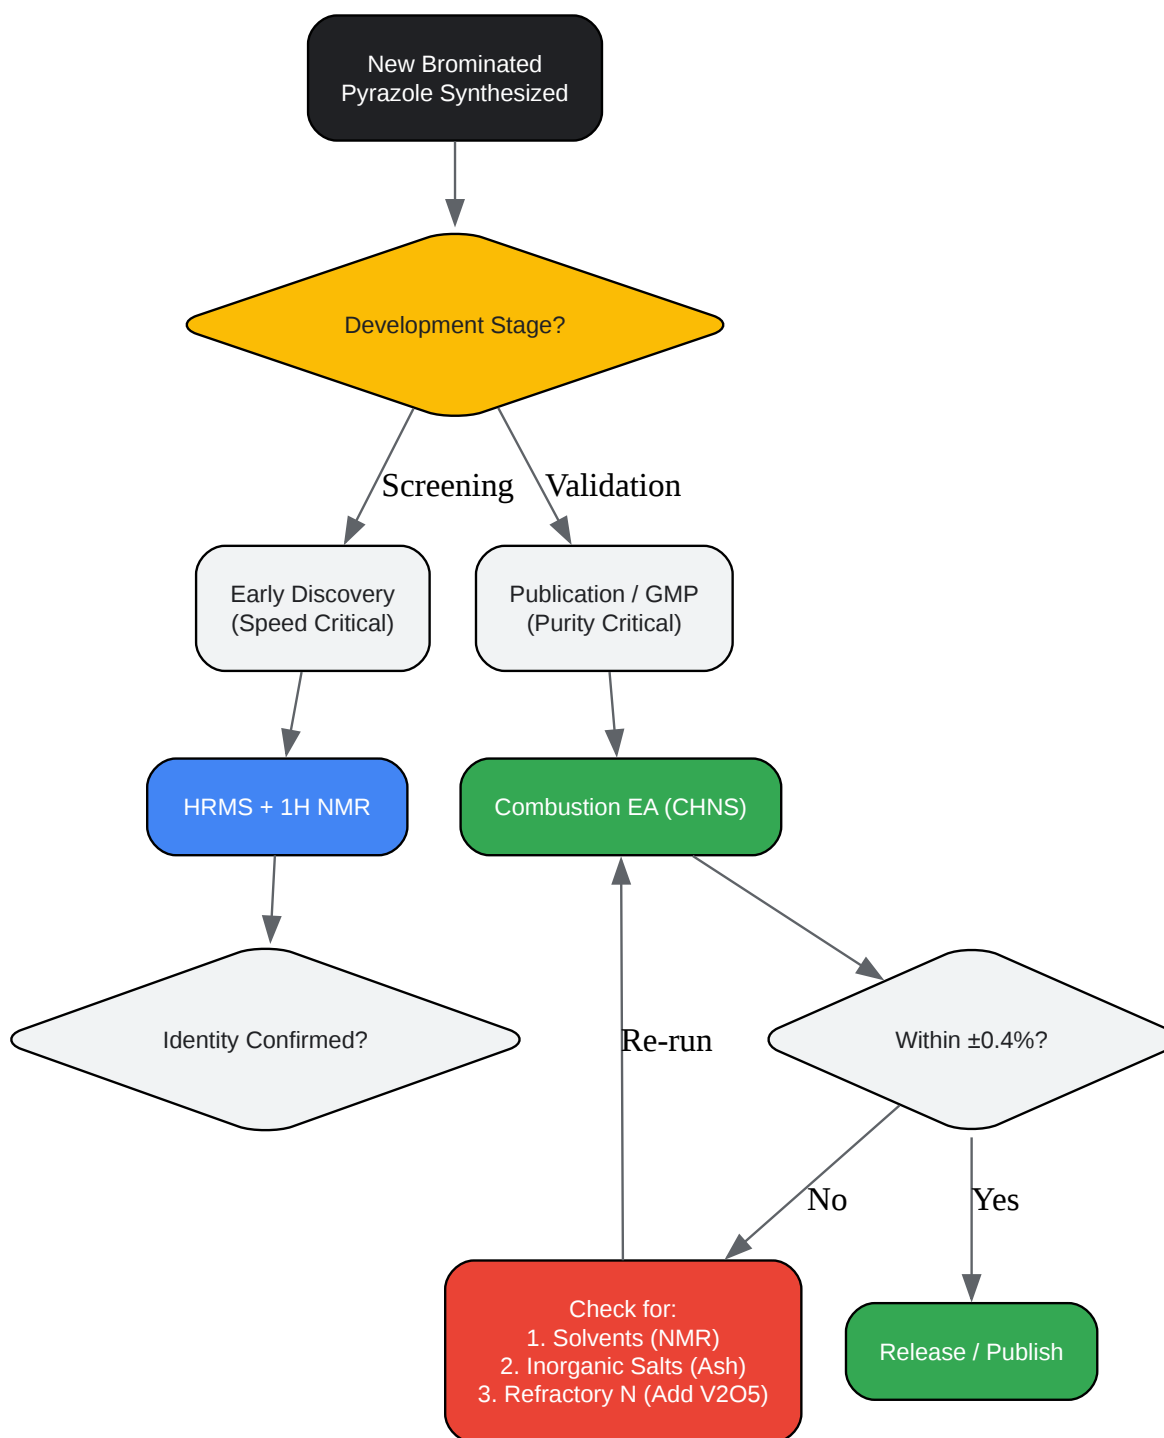 New Brominated
Pyrazole Synthesized
Development Stage?
Screening
Validation
Early Discovery
(Speed Critical)
Publication / GMP
(Purity Critical)
HRMS + 1H NMR
Combustion EA (CHNS)
Identity Confirmed?
Re-run
Within ±0.4%?
No
Yes
Check for:
1. Solvents (NMR)
2. Inorganic Salts (Ash)
3. Refractory N (Add V2O5)
Release / Publish